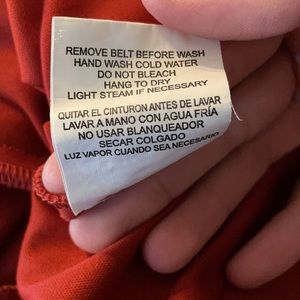 REMOVE BELT BEFORE WASH
HAND WASH COLD WATER
DO NOT BLEACH
HANG TO DRY
LIGHT STEAM IF NECESSARY
QUITAR EL CINTURON ANTES DE LAVAR
LAVAR A MANO CON AGUA FRÍA
NO USAR BLANQUEADOR
SECAR COLGADO
LUZ VAPOR CUANDO SEA NECESARIO